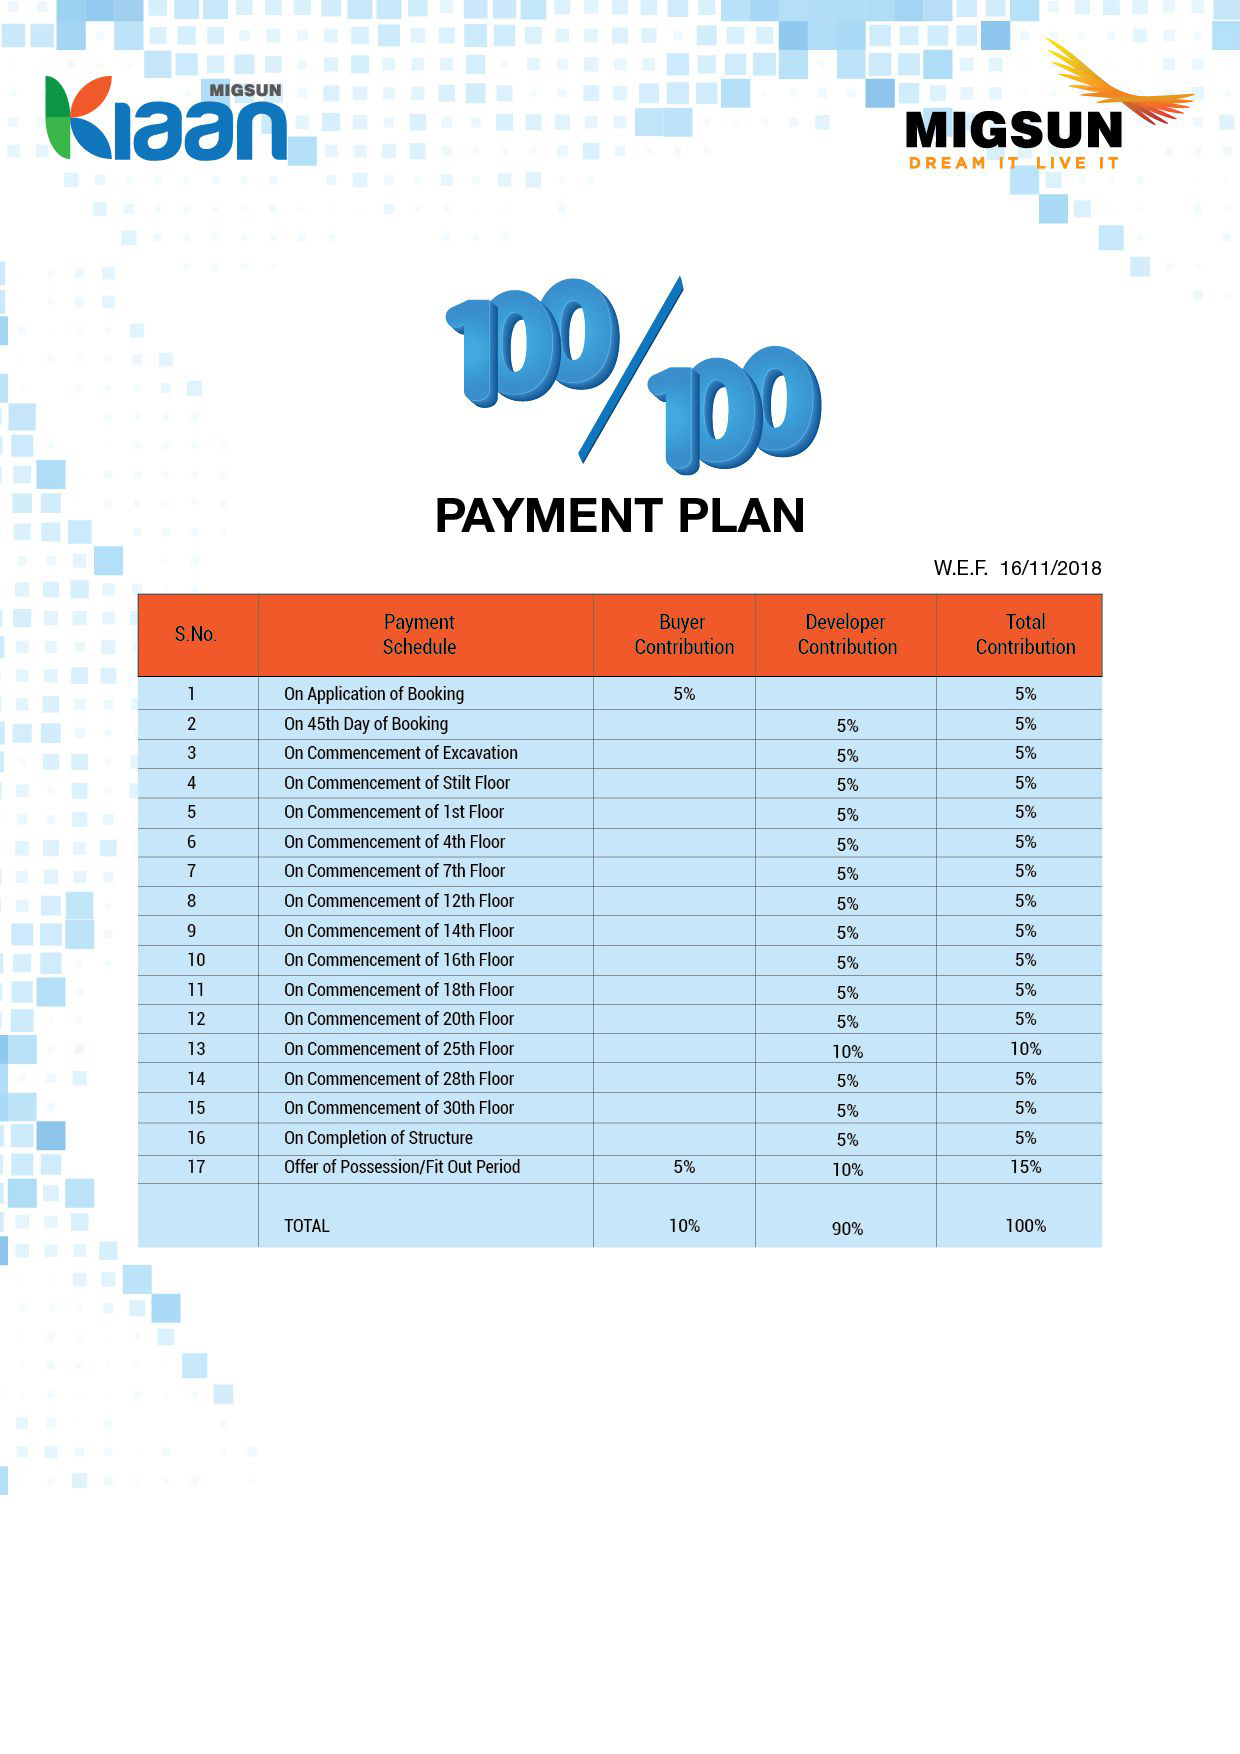 MIGSUN
Kiaan
MIGSUN
DREAM IT LIVE IT
100/100
PAYMENT PLAN
W.E.F. 16/11/2018
S.No. Payment Schedule Buyer Contribution Developer Contribution Total Contribution
1 On Application of Booking 5% 5%
2 On 45th Day of Booking 5% 5%
3 On Commencement of Excavation 5% 5%
4 On Commencement of Stilt Floor 5% 5%
5 On Commencement of 1st Floor 5% 5%
6 On Commencement of 4th Floor 5% 5%
7 On Commencement of 7th Floor 5% 5%
8 On Commencement of 12th Floor 5% 5%
9 On Commencement of 14th Floor 5% 5%
10 On Commencement of 16th Floor 5% 5%
11 On Commencement of 18th Floor 5% 5%
12 On Commencement of 20th Floor 5% 5%
13 On Commencement of 25th Floor 10% 10%
14 On Commencement of 28th Floor 5% 5%
15 On Commencement of 30th Floor 5% 5%
16 On Completion of Structure 5% 5%
17 Offer of Possession/Fit Out Period 5% 10% 15%
TOTAL 10% 90% 100%